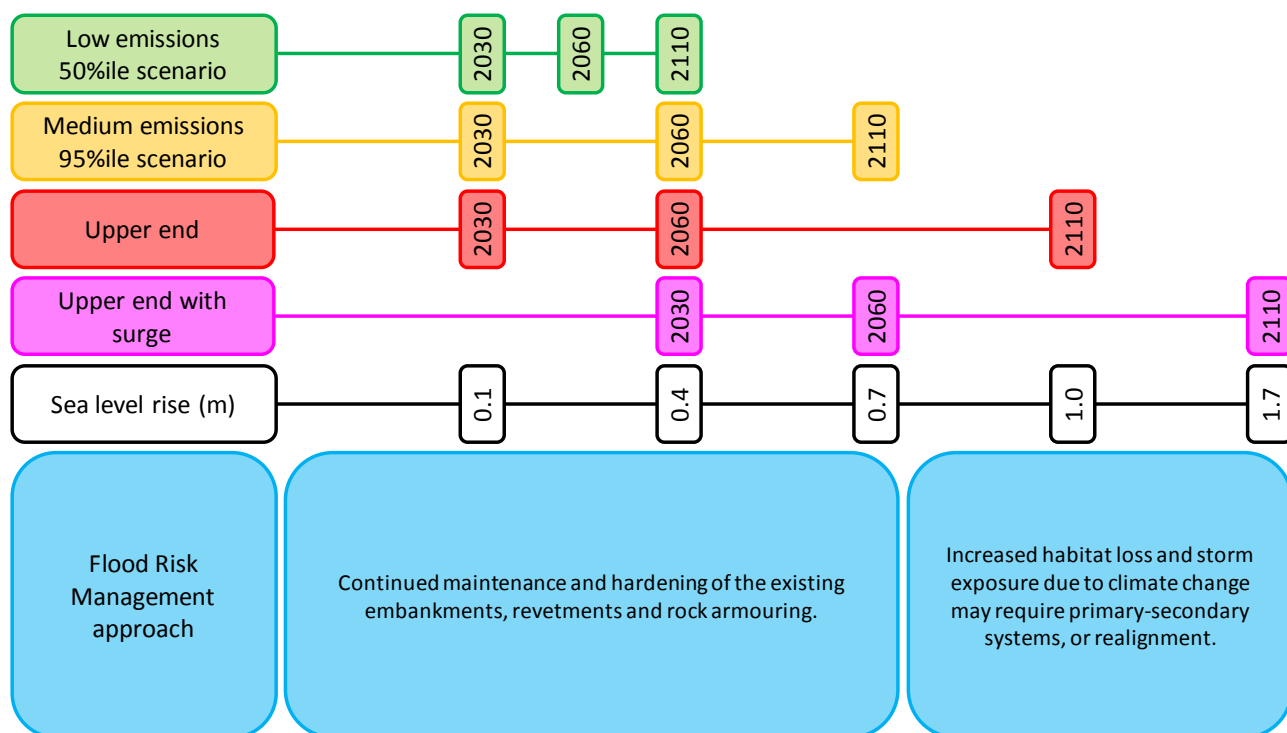 Low emissions
50%ile scenario
2030
2060
2110
Medium emissions
95%ile scenario
2030
2060
2110
Upper end
2030
2060
2110
Upper end with
surge
2030
2060
2110
Sea level rise (m)
0.1
0.4
0.7
1.0
1.7
Flood Risk
Management
approach
Continued maintenance and hardening of the existing
embankments, revetments and rock armouring.
Increased habitat loss and storm
exposure due to climate change
may require primary-secondary
systems, or realignment.